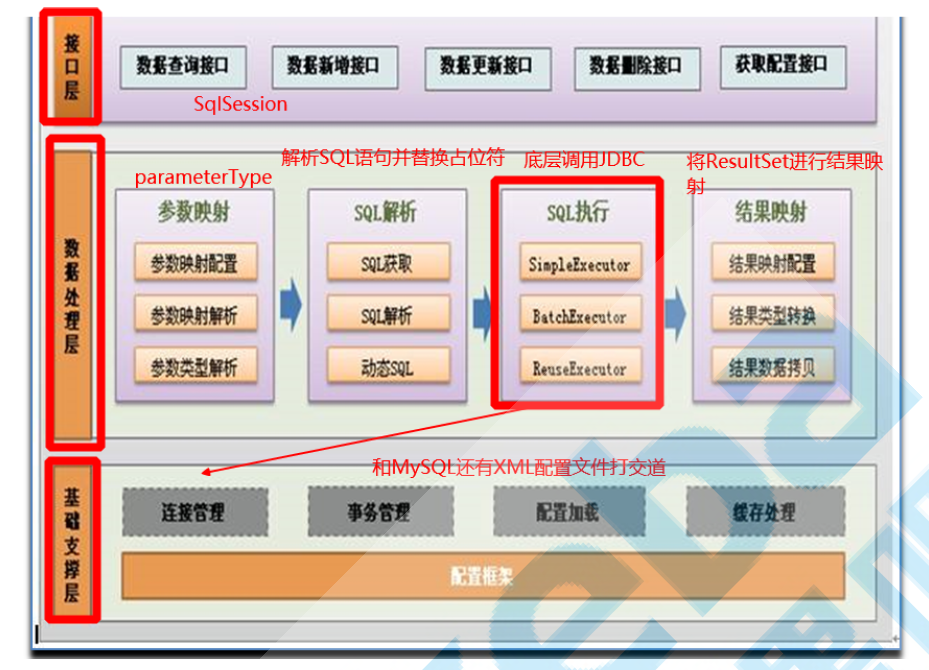 接口层
数据查询接口 数据新增接口 数据更新接口 数据删除接口 获取配置接口
SqlSession
数据处理层
parameterType
解析SQL语句并替换占位符
底层调用JDBC
将ResultSet进行结果映
射
参数映射
参数映射配置
参数映射解析
参数类型解析
SQL解析
SQL获取
SQL解析
动态SQL
SQL执行
SimpleExecutor
BatchExecutor
ReuseExecutor
结果映射
结果映射配置
结果类型转换
结果数据拷贝
和MySQL还有XML配置文件打交道
基础支撑层
连接管理 事务管理 配置加载 缓存处理
配置框架